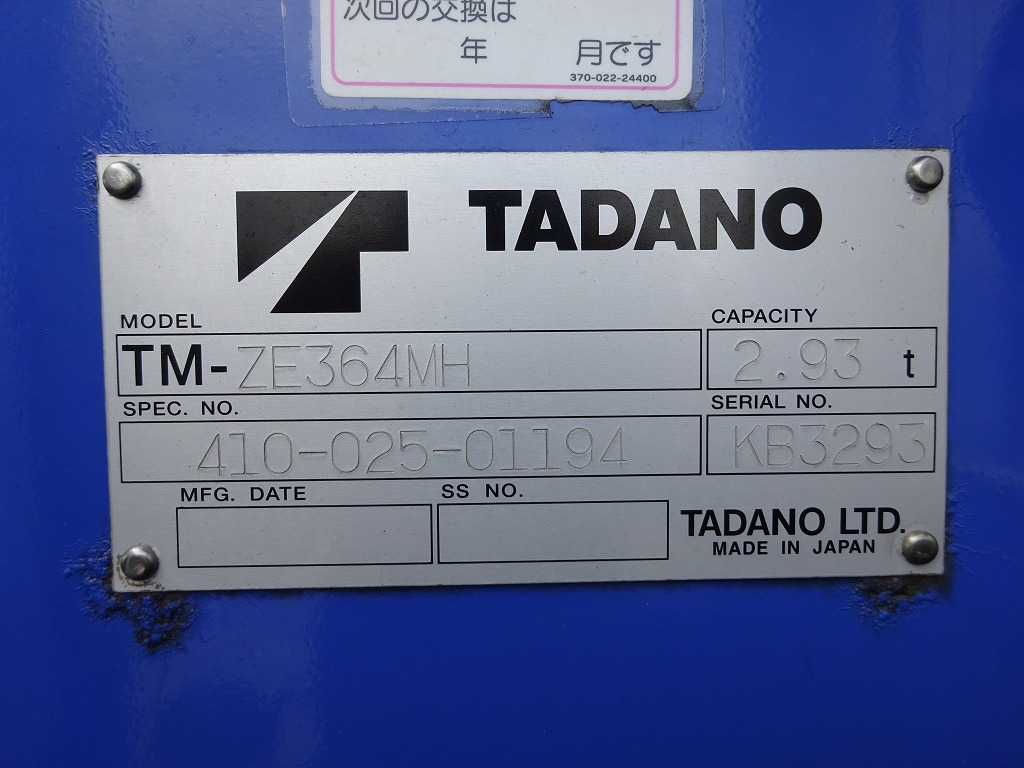 次回の交換は
年 月です
370-022-24400
TADANO
MODEL
TM-ZE364MH
CAPACITY
2.93 t
SPEC. NO.
410-025-01194
SERIAL NO.
KB3293
MFG. DATE
SS NO.
TADANO LTD.
MADE IN JAPAN